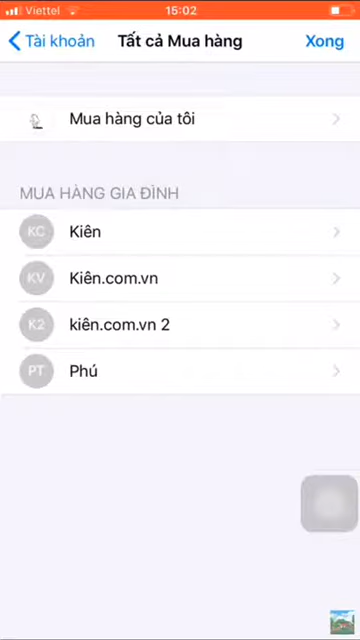 Viettel 15:02
Tài khoản Tất cả Mua hàng Xong
Mua hàng của tôi
MUA HÀNG GIA ĐÌNH
KC Kiên
KV Kiên.com.vn
K2 kiên.com.vn 2
PT Phú